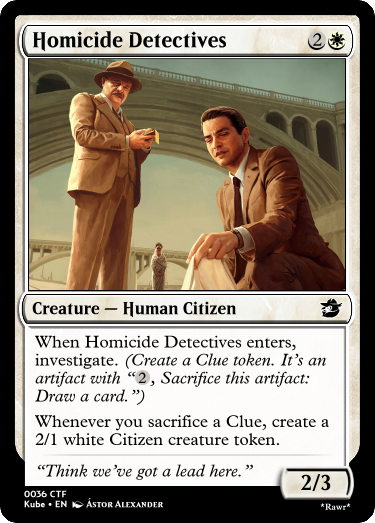 Homicide Detectives 2
When Homicide Detectives enters,
investigate. (Create a Clue token. It's an
artifact with “2, Sacrifice this artifact:
Draw a card.”)
Whenever you sacrifice a Clue, create a
2/1 white Citizen creature token.
“Think we've got a lead here.”
Creature — Human Citizen
2/3
0036 CTF
Kube • EN ÁSTOR ALEXANDER
*Rawr*